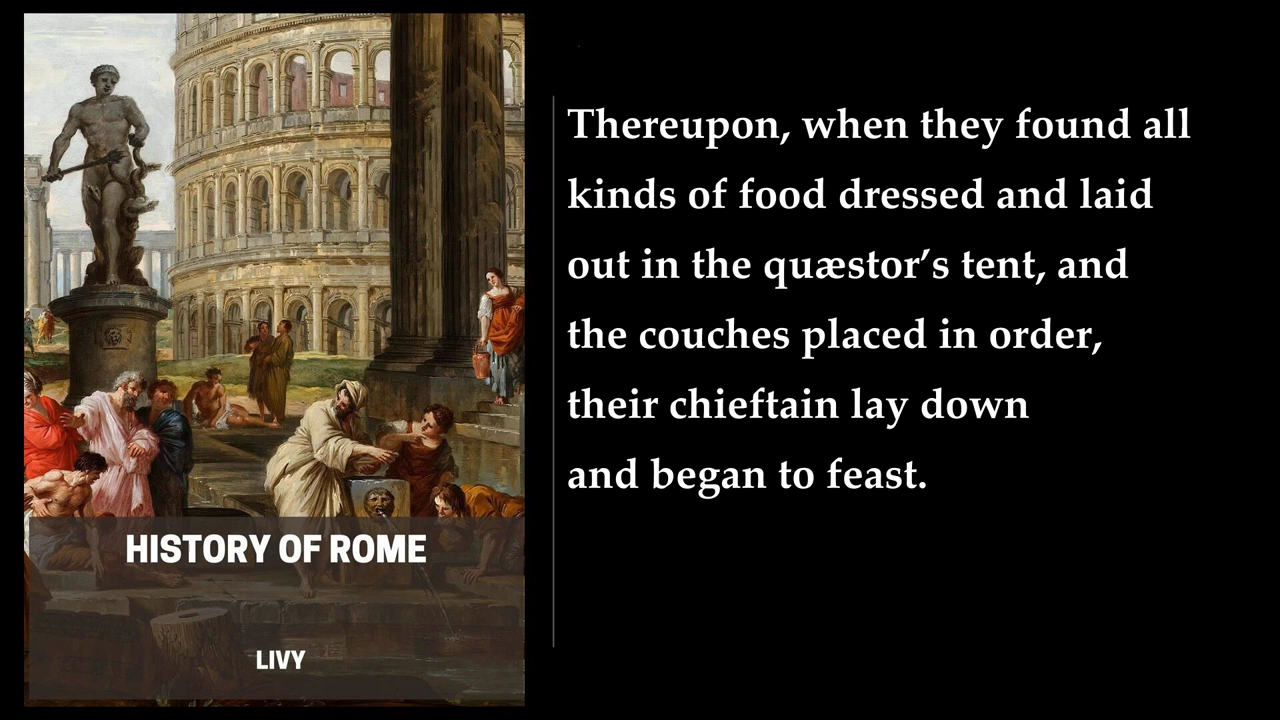 HISTORY OF ROME
LIVY
Thereupon, when they found all
kinds of food dressed and laid
out in the quæstor’s tent, and
the couches placed in order,
their chieftain lay down
and began to feast.